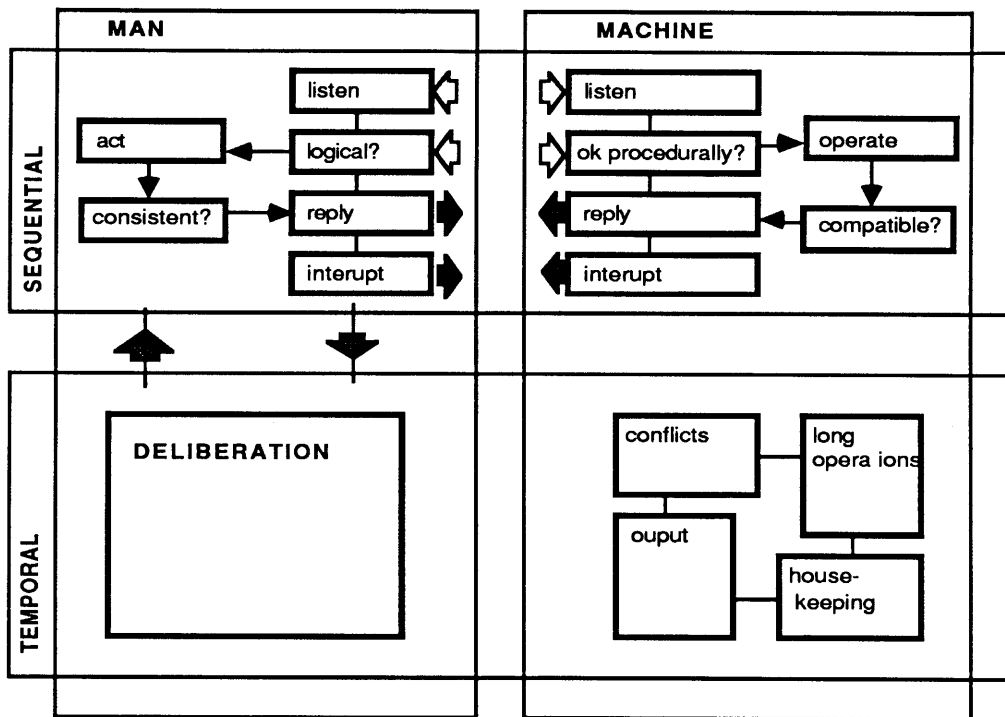 MAN
MACHINE
SEQUENTIAL
listen
act
logical?
consistent?
reply
interupt
listen
ok procedurally?
operate
reply
compatible?
interupt
TEMPORAL
DELIBERATION
conflicts
long
opera ions
ouput
house-
keeping